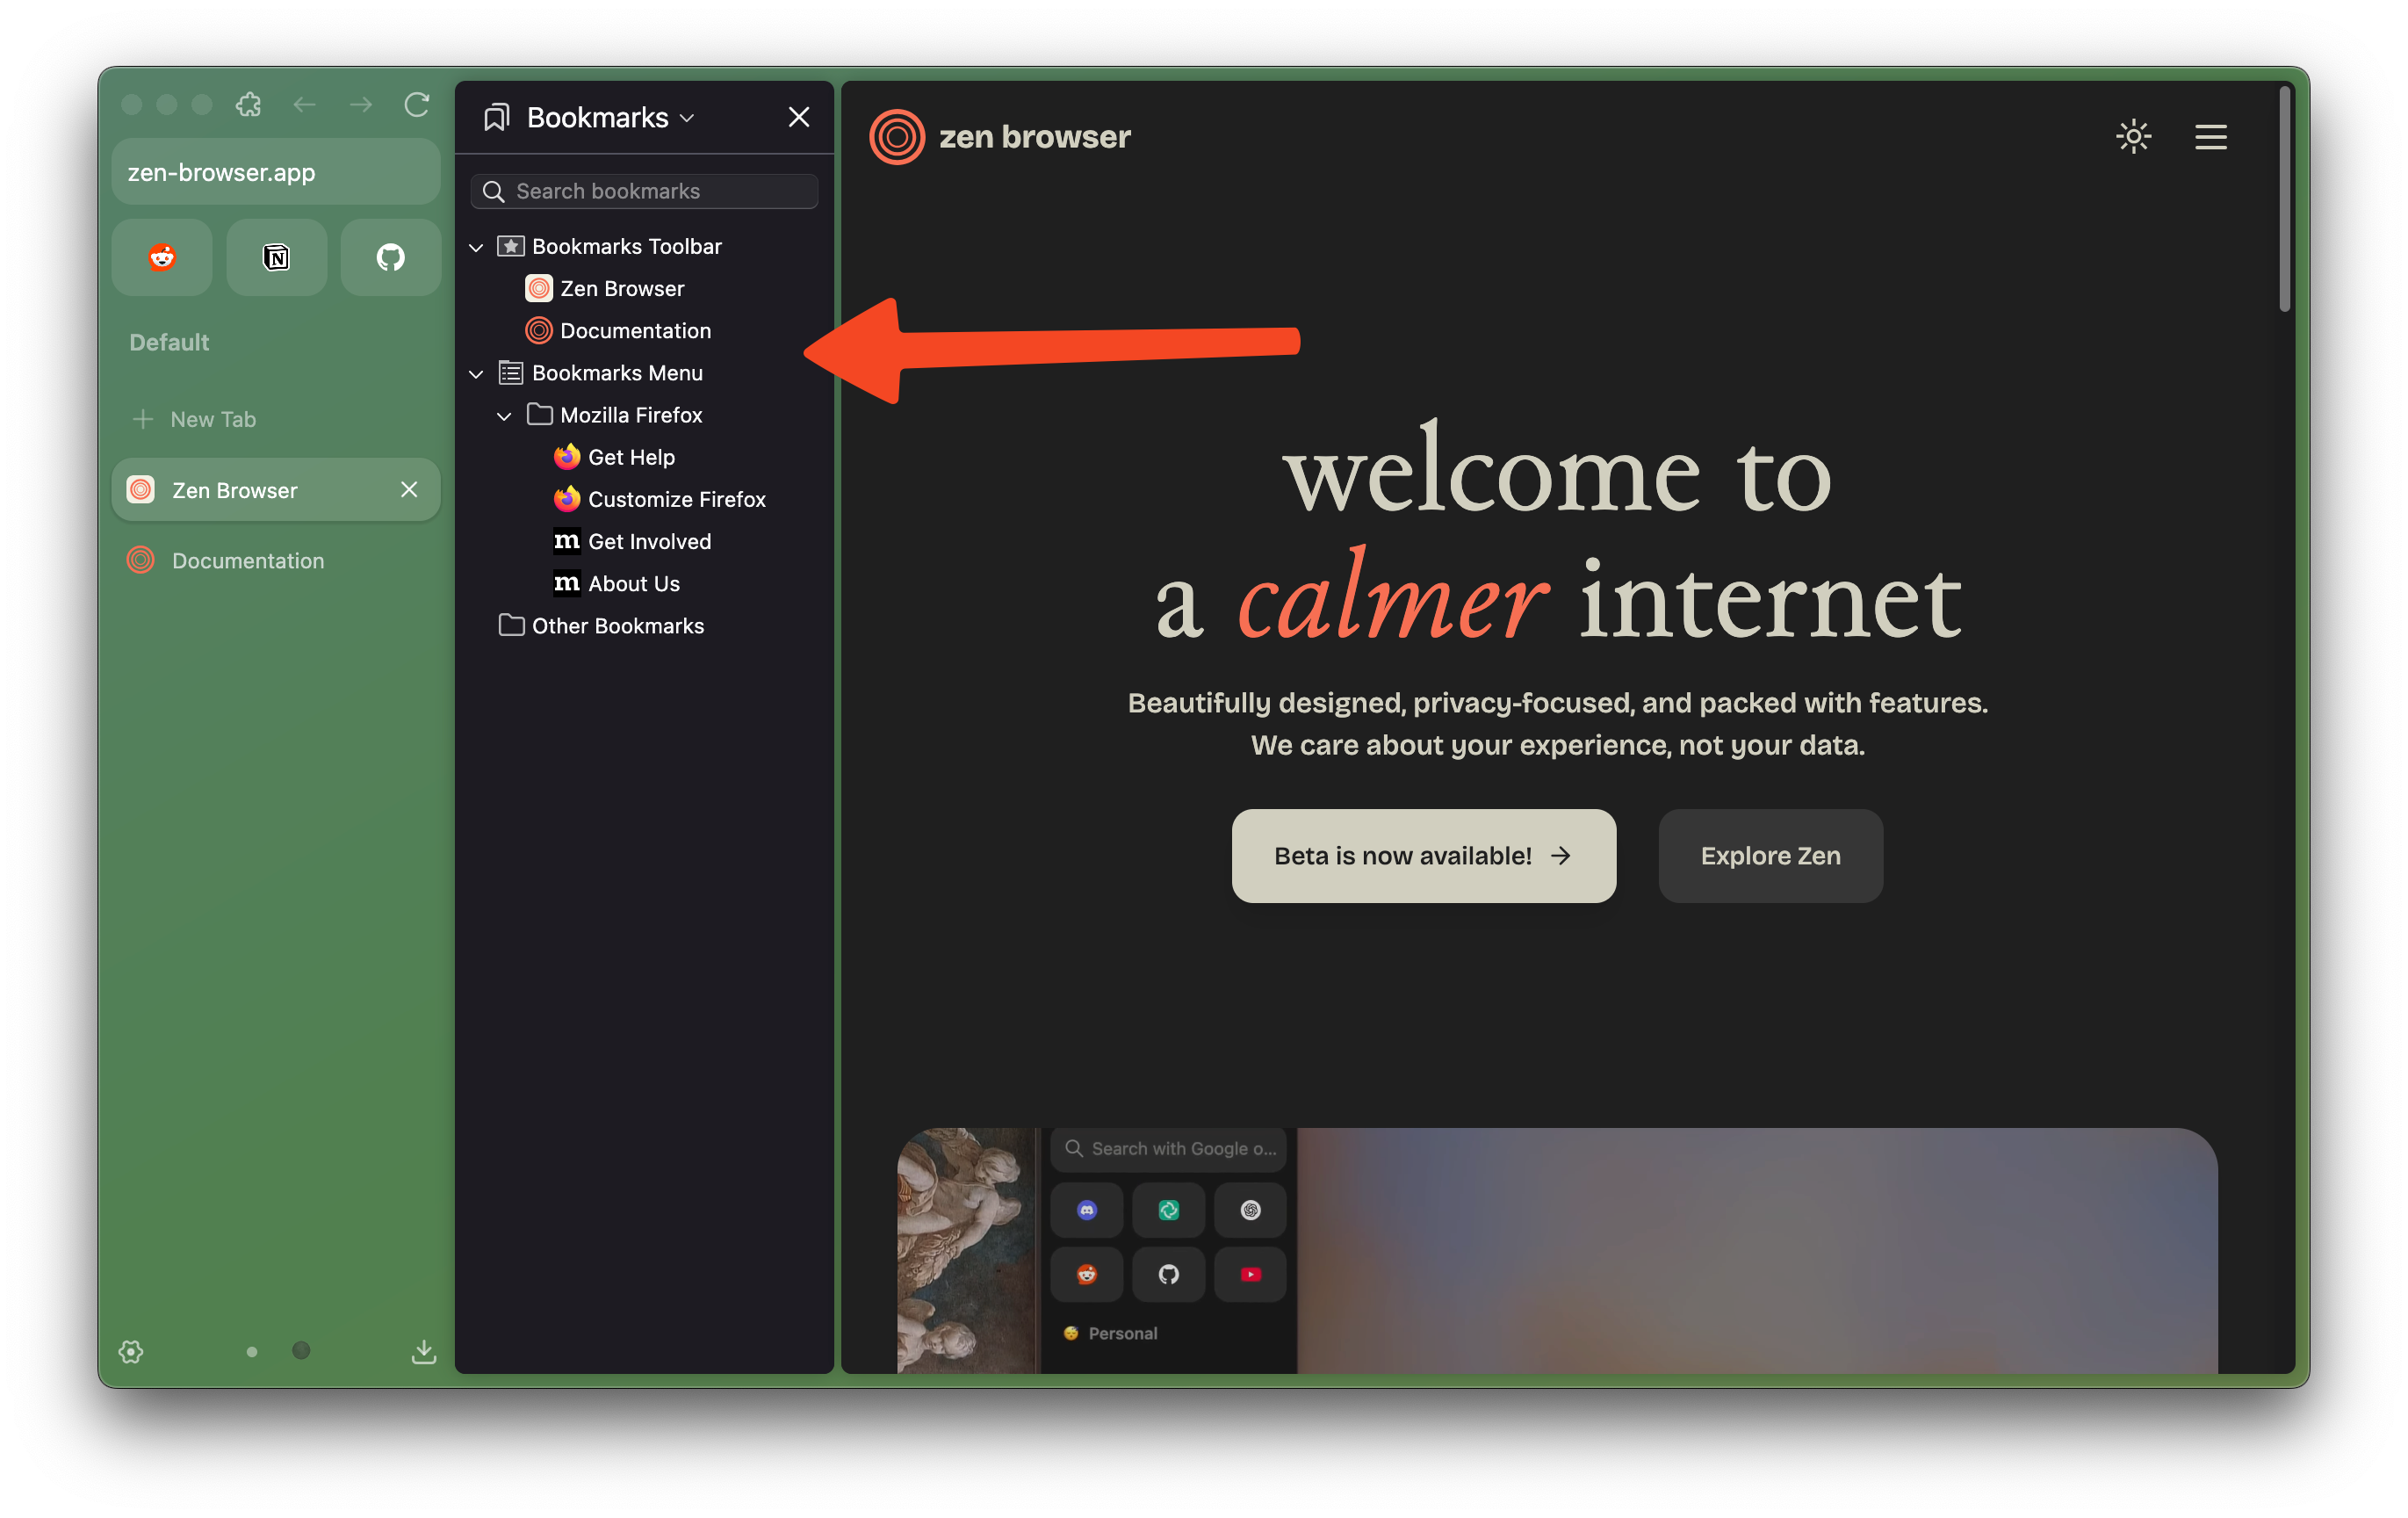 zen-browser.app
Default
New Tab
Zen Browser
Documentation
Bookmarks
Search bookmarks
Bookmarks Toolbar
Zen Browser
Documentation
Bookmarks Menu
Mozilla Firefox
Get Help
Customize Firefox
m Get Involved
m About Us
Other Bookmarks
zen browser
welcome to
a calmer internet
Beautifully designed, privacy-focused, and packed with features.
We care about your experience, not your data.
Beta is now available!
Explore Zen
Search with Google o...
Personal